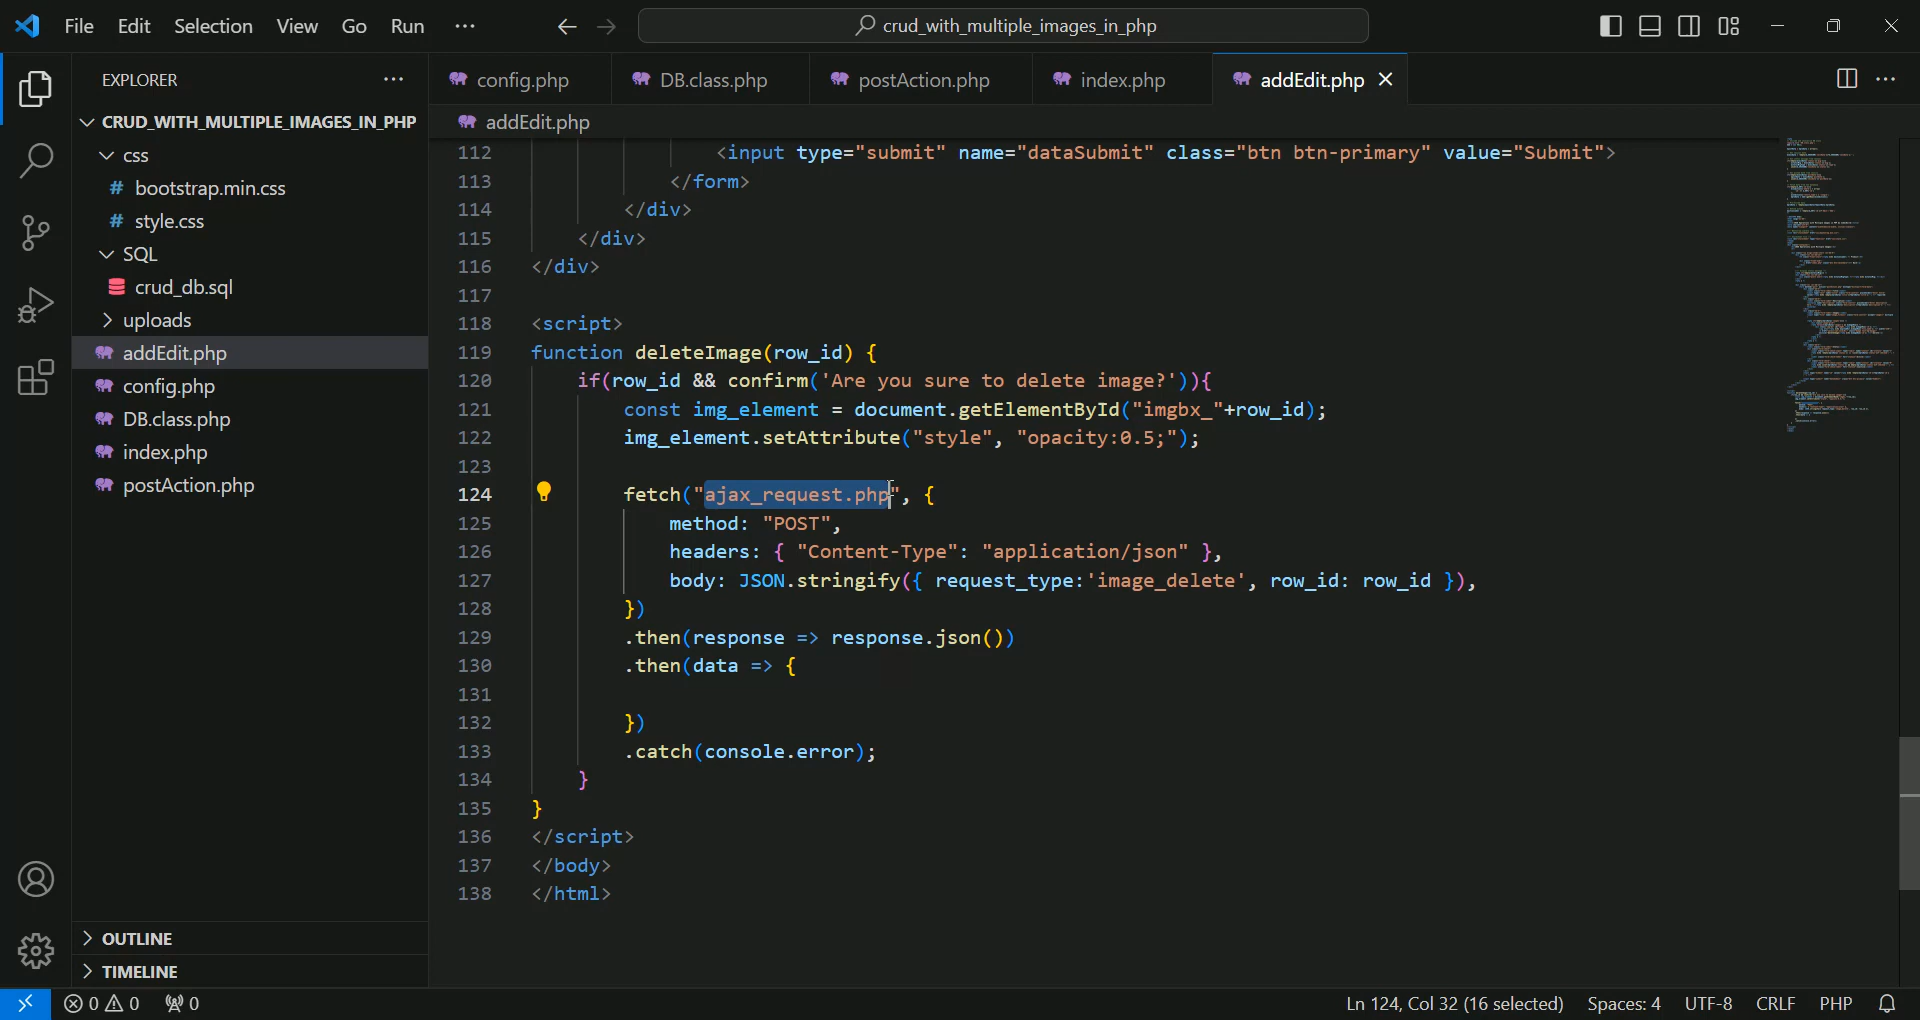 File Edit Selection View Go Run ··· crud_with_multiple_images_in_php
EXPLORER ···
config.php DB.class.php postAction.php index.php addEdit.php
addEdit.php
CRUD_WITH_MULTIPLE_IMAGES_IN_PHP
css
bootstrap.min.css
style.css
SQL
crud_db.sql
uploads
addEdit.php
config.php
DB.class.php
index.php
postAction.php
OUTLINE
TIMELINE
112 <input type="submit" name="dataSubmit" class="btn btn-primary" value="Submit">
113 </form>
114 </div>
115 </div>
116 </div>
117
118 <script>
119 function deleteImage(row_id) {
120 if(row_id && confirm('Are you sure to delete image?')){
121 const img_element = document.getElementById("imgbx_"+row_id);
122 img_element.setAttribute("style", "opacity:0.5;");
123
124 fetch("ajax_request.php", {
125 method: "POST",
126 headers: { "Content-Type": "application/json" },
127 body: JSON.stringify({ request_type:'image_delete', row_id: row_id }),
128 })
129 .then(response => response.json())
130 .then(data => {
131
132 })
133 .catch(console.error);
134 }
135 }
136 </script>
137 </body>
138 </html>
0 0 0 Ln 124, Col 32 (16 selected) Spaces: 4 UTF-8 CRLF PHP